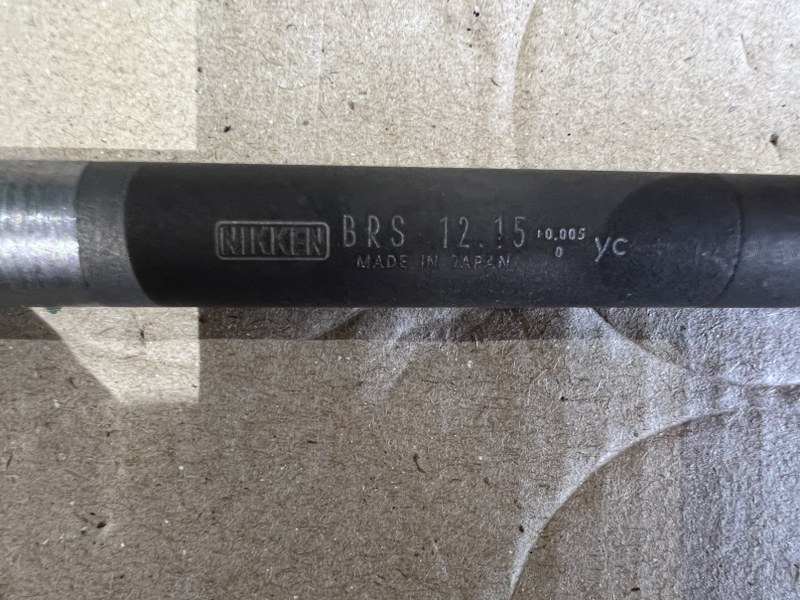 NIKKEN BRS 12.15 +0.005 0 yc
MADE IN JAPAN